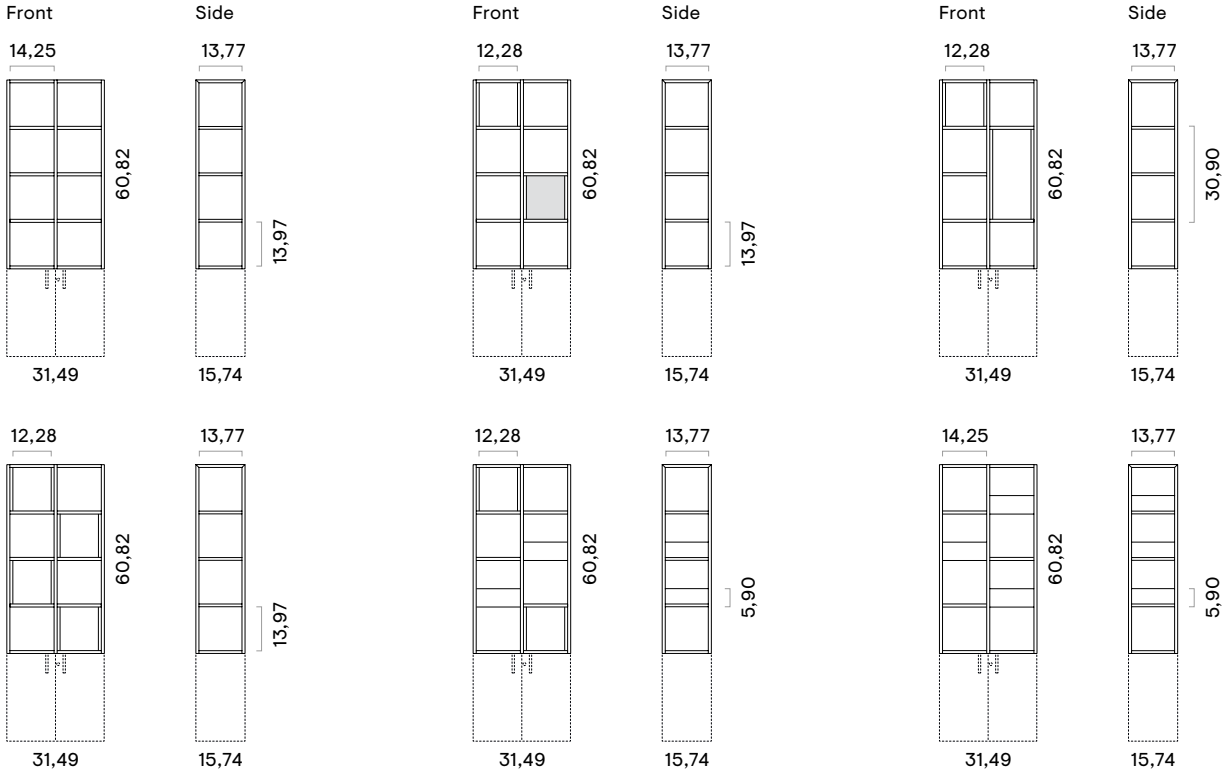 Front Side Front Side Front Side
14,25 13,77 12,28 13,77 12,28 13,77
60,82 13,97 60,82 13,97 60,82 30,90
31,49 15,74 31,49 15,74 31,49 15,74
12,28 13,77 12,28 13,77 14,25 13,77
60,82 13,97 60,82 5,90 60,82 5,90
31,49 15,74 31,49 15,74 31,49 15,74